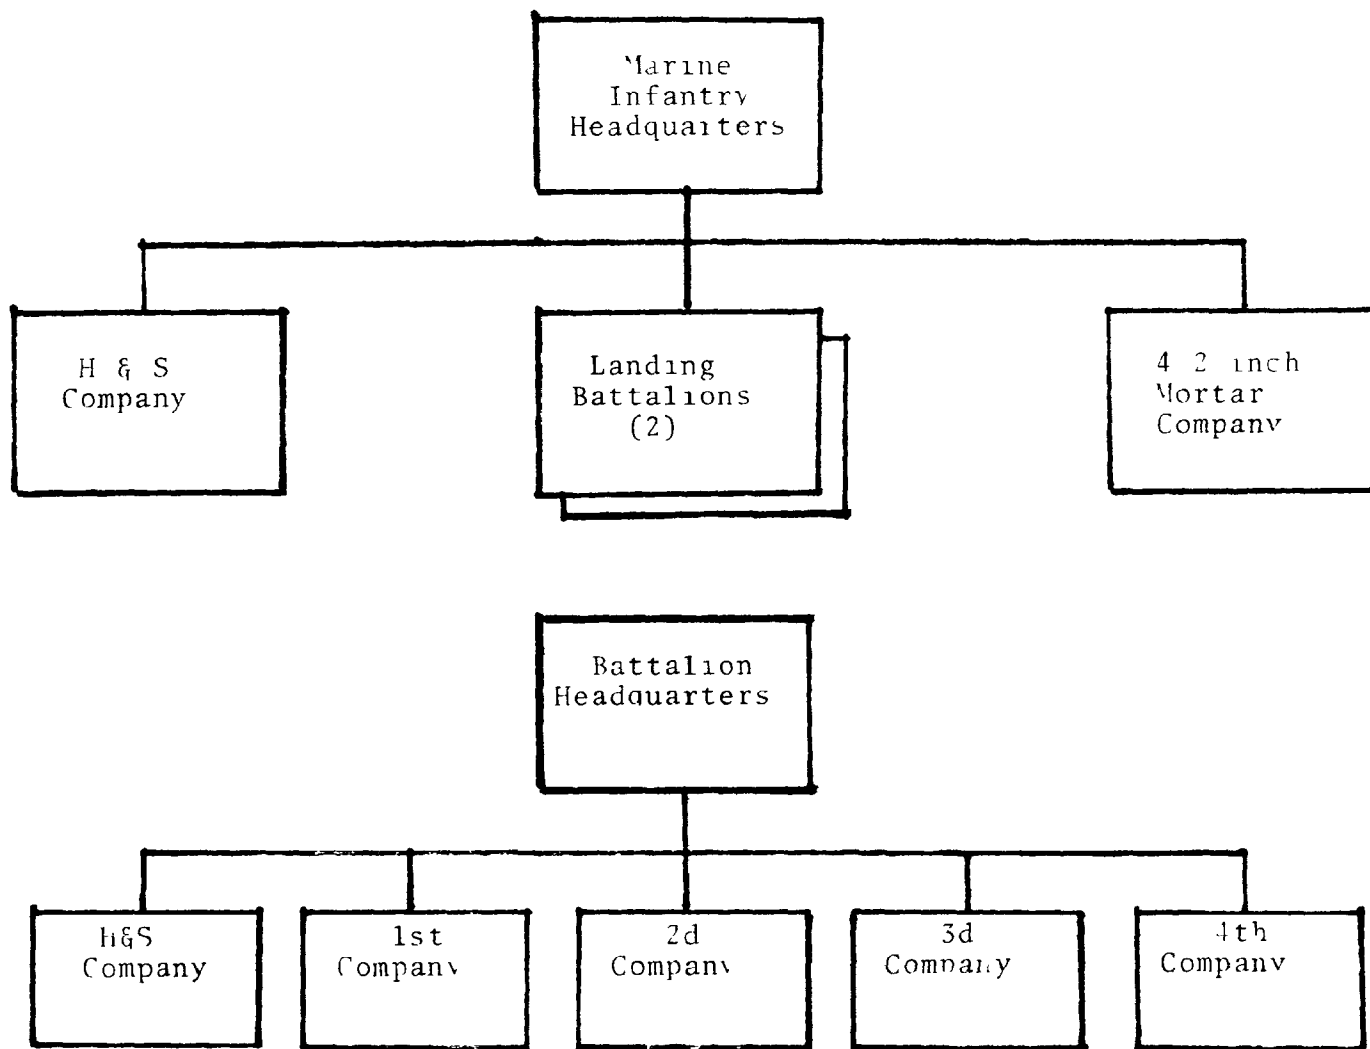 Marine
Infantry
Headquarters
H & S
Company
Landing
Battalions
(2)
4 2 inch
Mortar
Company
Battalion
Headquarters
H&S
Company
1st
Company
2d
Company
3d
Company
4th
Company